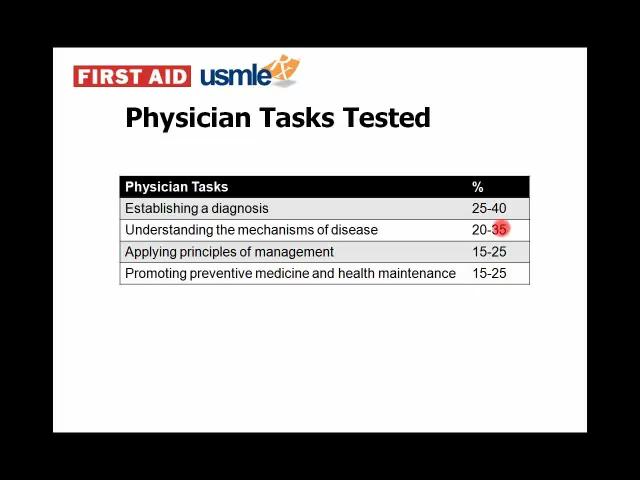 FIRST AID usmle Rx
Physician Tasks Tested
Physician Tasks %
Establishing a diagnosis 25-40
Understanding the mechanisms of disease 20-35
Applying principles of management 15-25
Promoting preventive medicine and health maintenance 15-25